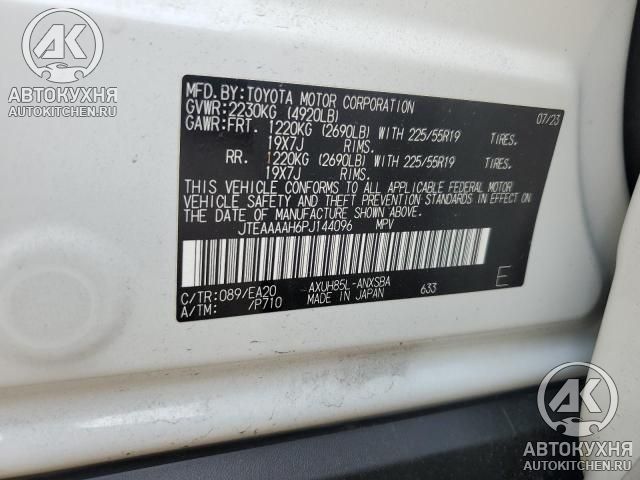 AK
АВТОКУХНЯ
AUTOKITCHEN.RU
MFD.BY:TOYOTA MOTOR CORPORATION 07/23
GVWR:2230KG (4920LB)
GAWR:FRT. 1220KG (2690LB) WITH 225/55R19 TIRES.
19X7J RIMS.
RR. 1220KG (2690LB) WITH 225/55R19 TIRES.
19X7J RIMS.
THIS VEHICLE CONFORMS TO ALL APPLICABLE FEDERAL MOTOR
VEHICLE SAFETY AND THEFT PREVENTION STANDARDS IN
EFFECT ON THE DATE OF MANUFACTURE SHOWN ABOVE.
JTEAAAAH6PJ144096 MPV
C/TR:089/EA20 AXUH85L-ANXSBA E
A/TM: /P710 MADE IN JAPAN 633
AK
АВТОКУХНЯ
AUTOKITCHEN.RU